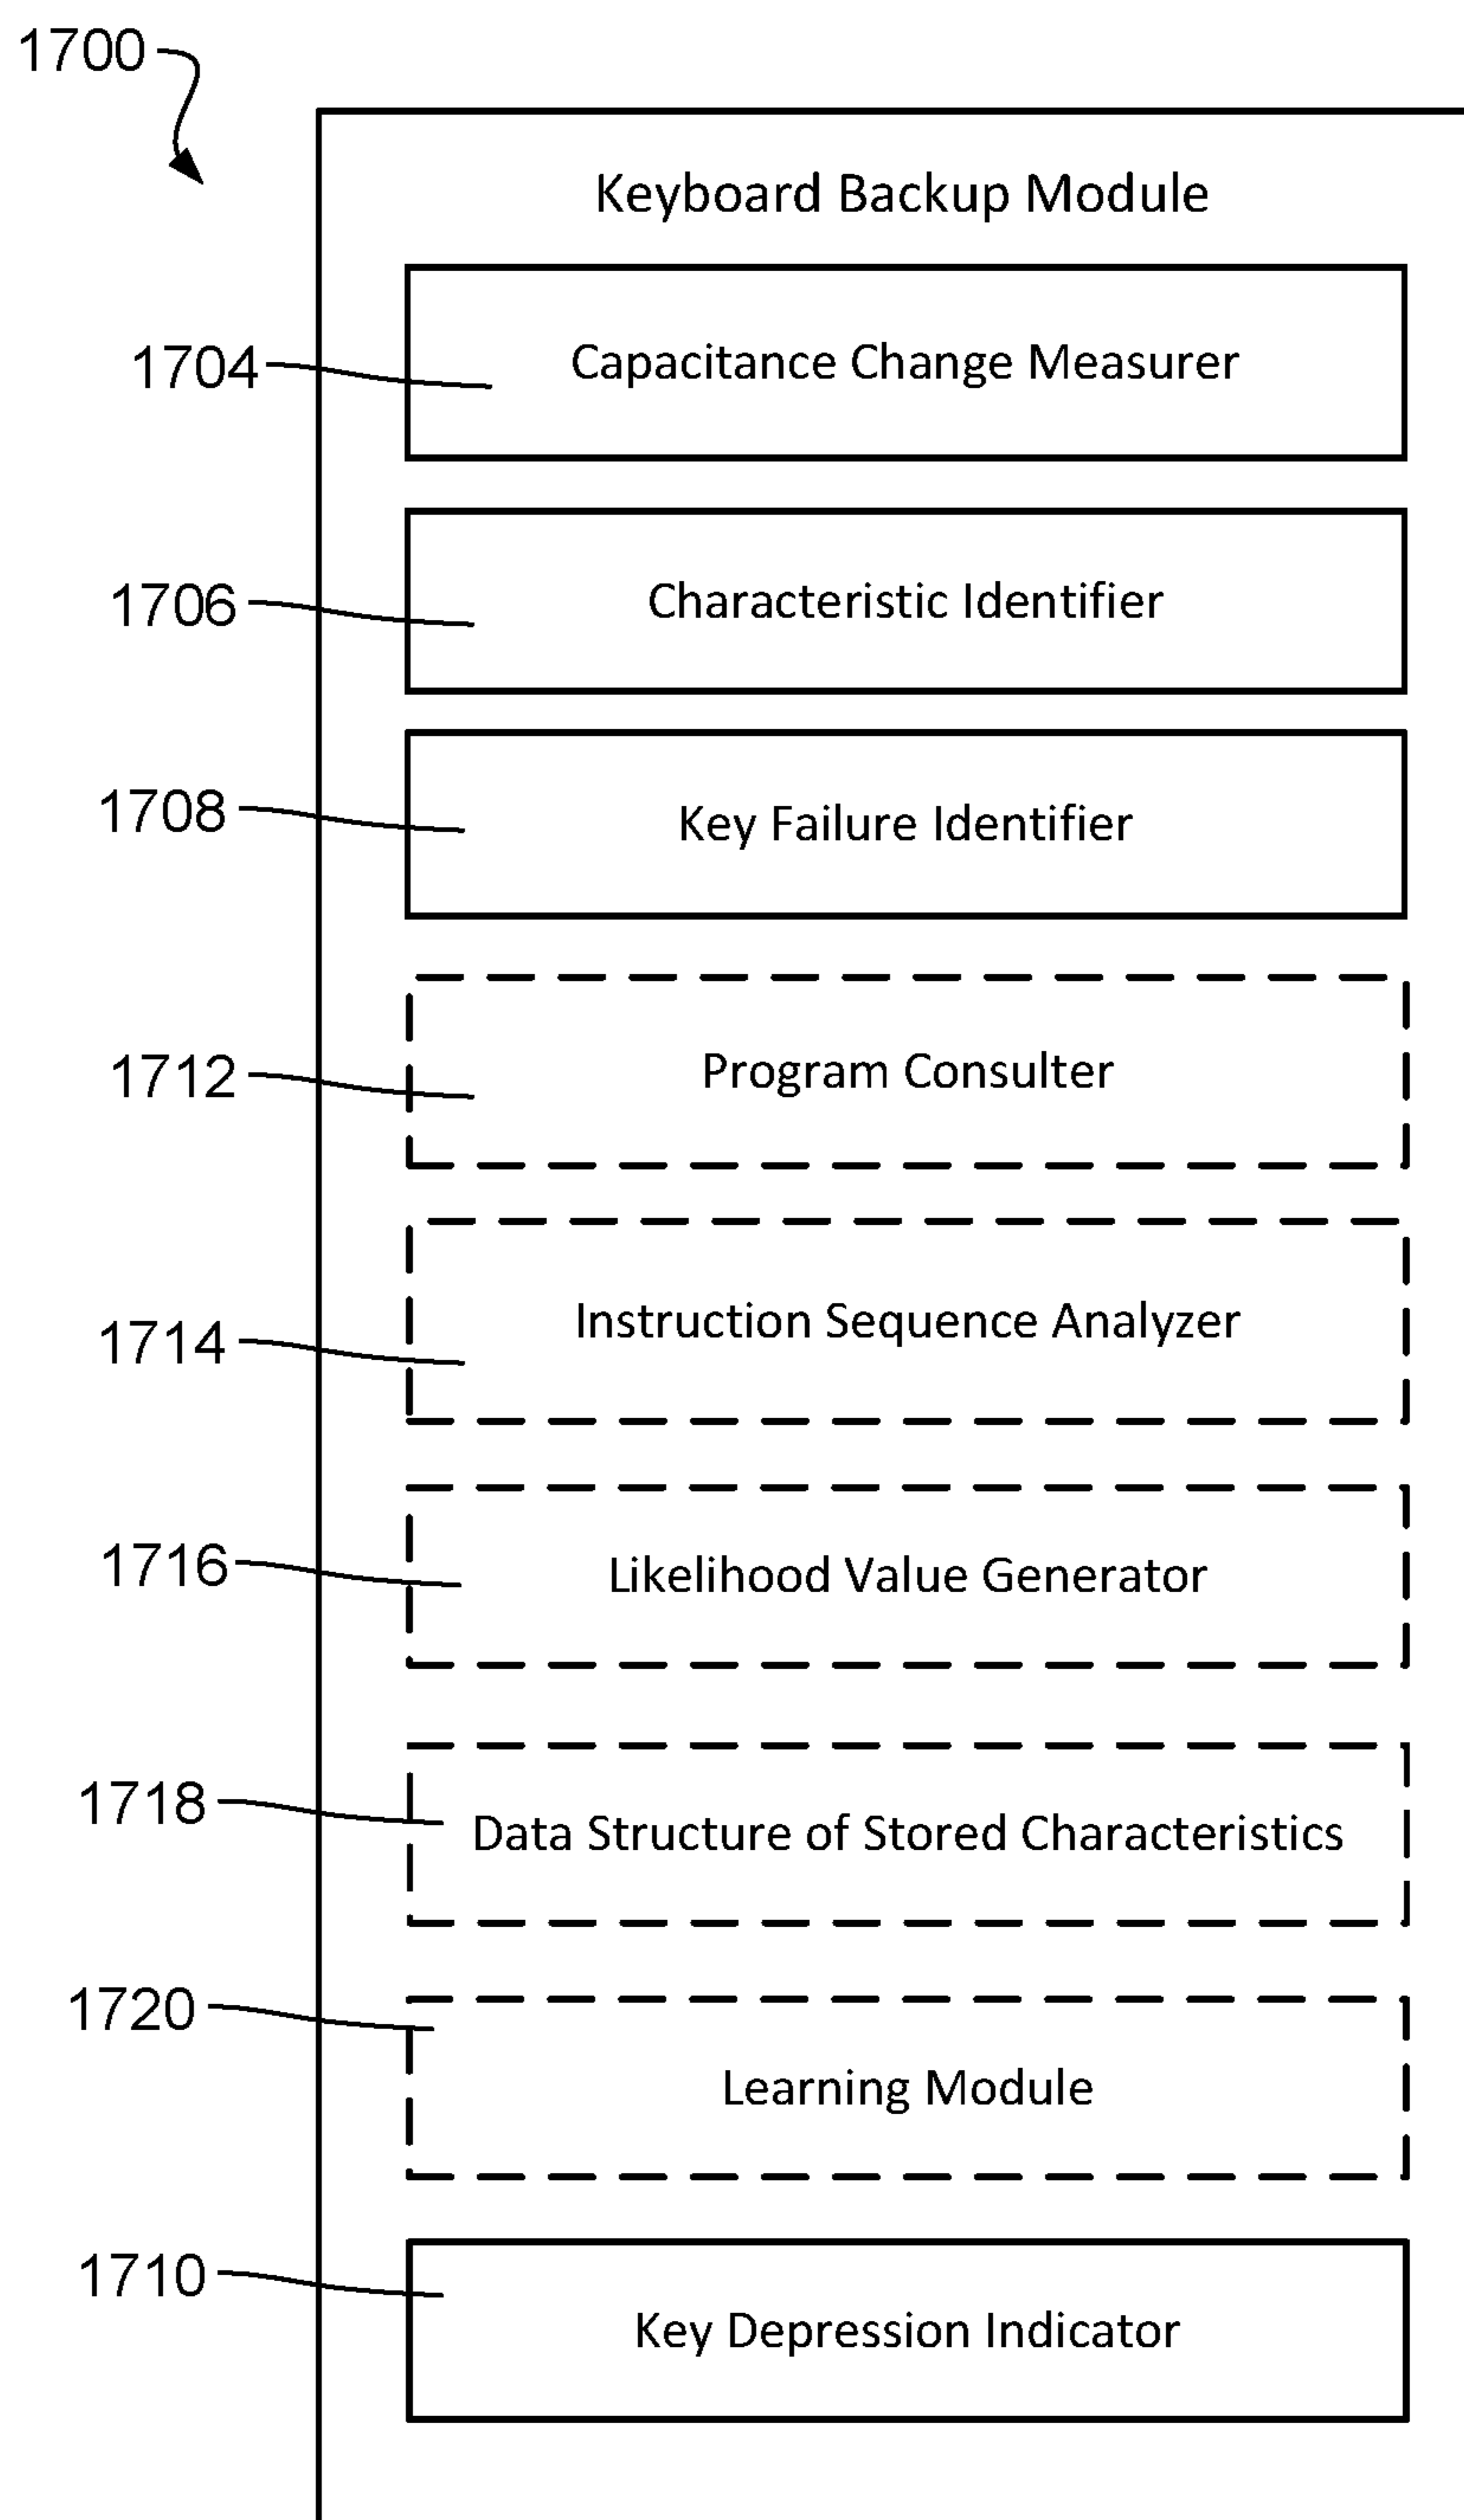 1700
Keyboard Backup Module
1704 Capacitance Change Measurer
1706 Characteristic Identifier
1708 Key Failure Identifier
1712 Program Consulter
1714 Instruction Sequence Analyzer
1716 Likelihood Value Generator
1718 Data Structure of Stored Characteristics
1720 Learning Module
1710 Key Depression Indicator